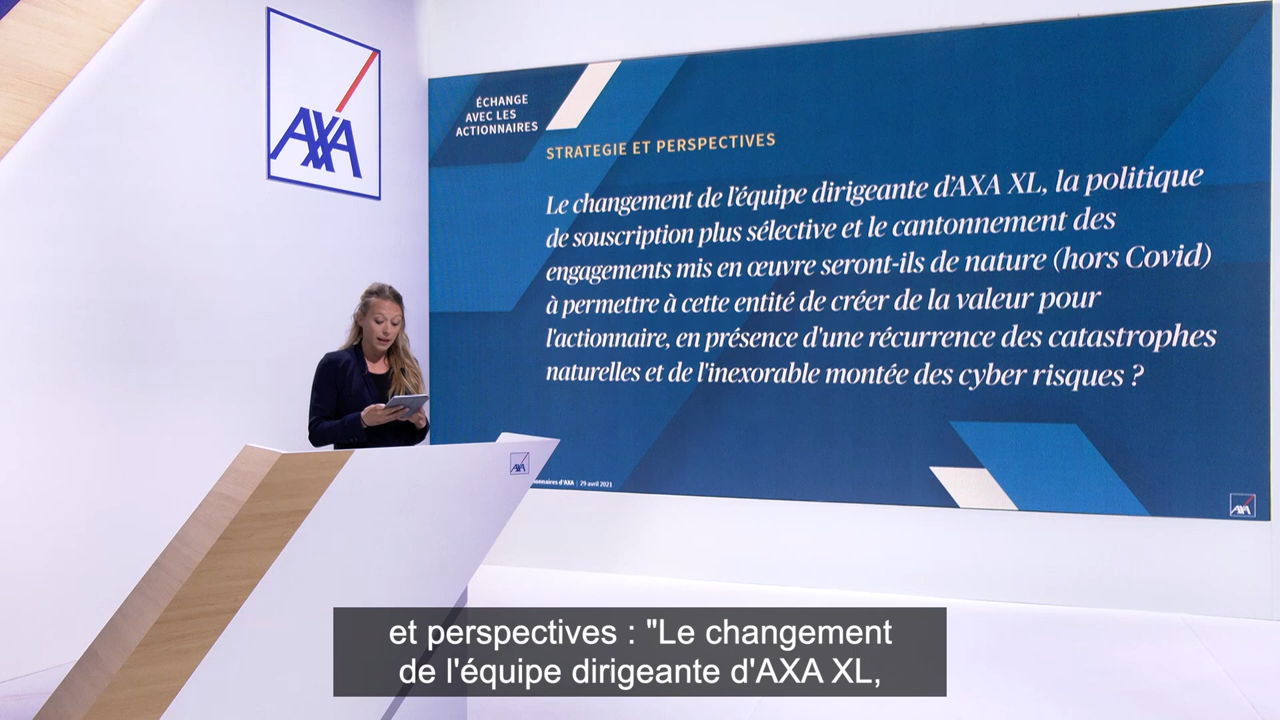 AXA
ÉCHANGE
AVEC LES
ACTIONNAIRES
STRATEGIE ET PERSPECTIVES
Le changement de l’équipe dirigeante d’AXA XL, la politique
de souscription plus sélective et le cantonnement des
engagements mis en œuvre seront-ils de nature (hors Covid)
à permettre à cette entité de créer de la valeur pour
l'actionnaire, en présence d'une récurrence des catastrophes
naturelles et de l'inexorable montée des cyber risques ?
AXA
d'AXA | 29 avril 2021
AXA
et perspectives : "Le changement
de l'équipe dirigeante d'AXA XL,